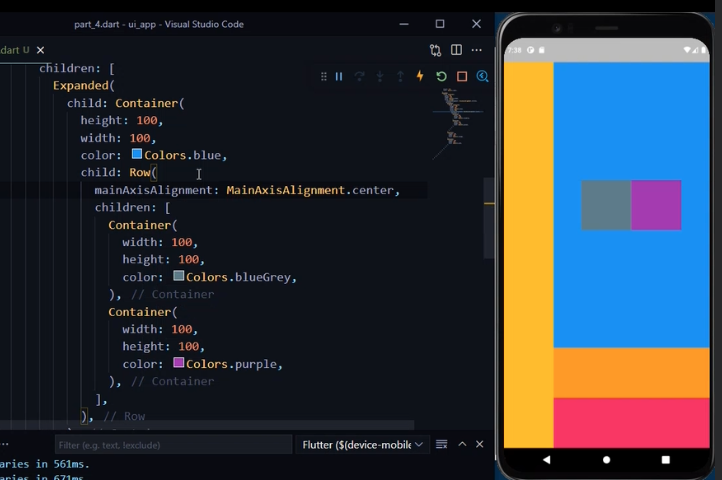 part_4.dart - ui_app - Visual Studio Code
.dart U
children: [
Expanded(
child: Container(
height: 100,
width: 100,
color: Colors.blue,
child: Row(
mainAxisAlignment: MainAxisAlignment.center,
children: [
Container(
width: 100,
height: 100,
color: Colors.blueGrey,
), // Container
Container(
width: 100,
height: 100,
color: Colors.purple,
), // Container
],
), // Row
Filter (e.g. text, !exclude)
Flutter ($(device-mobile
aries in 561ms.
aries in 671ms.